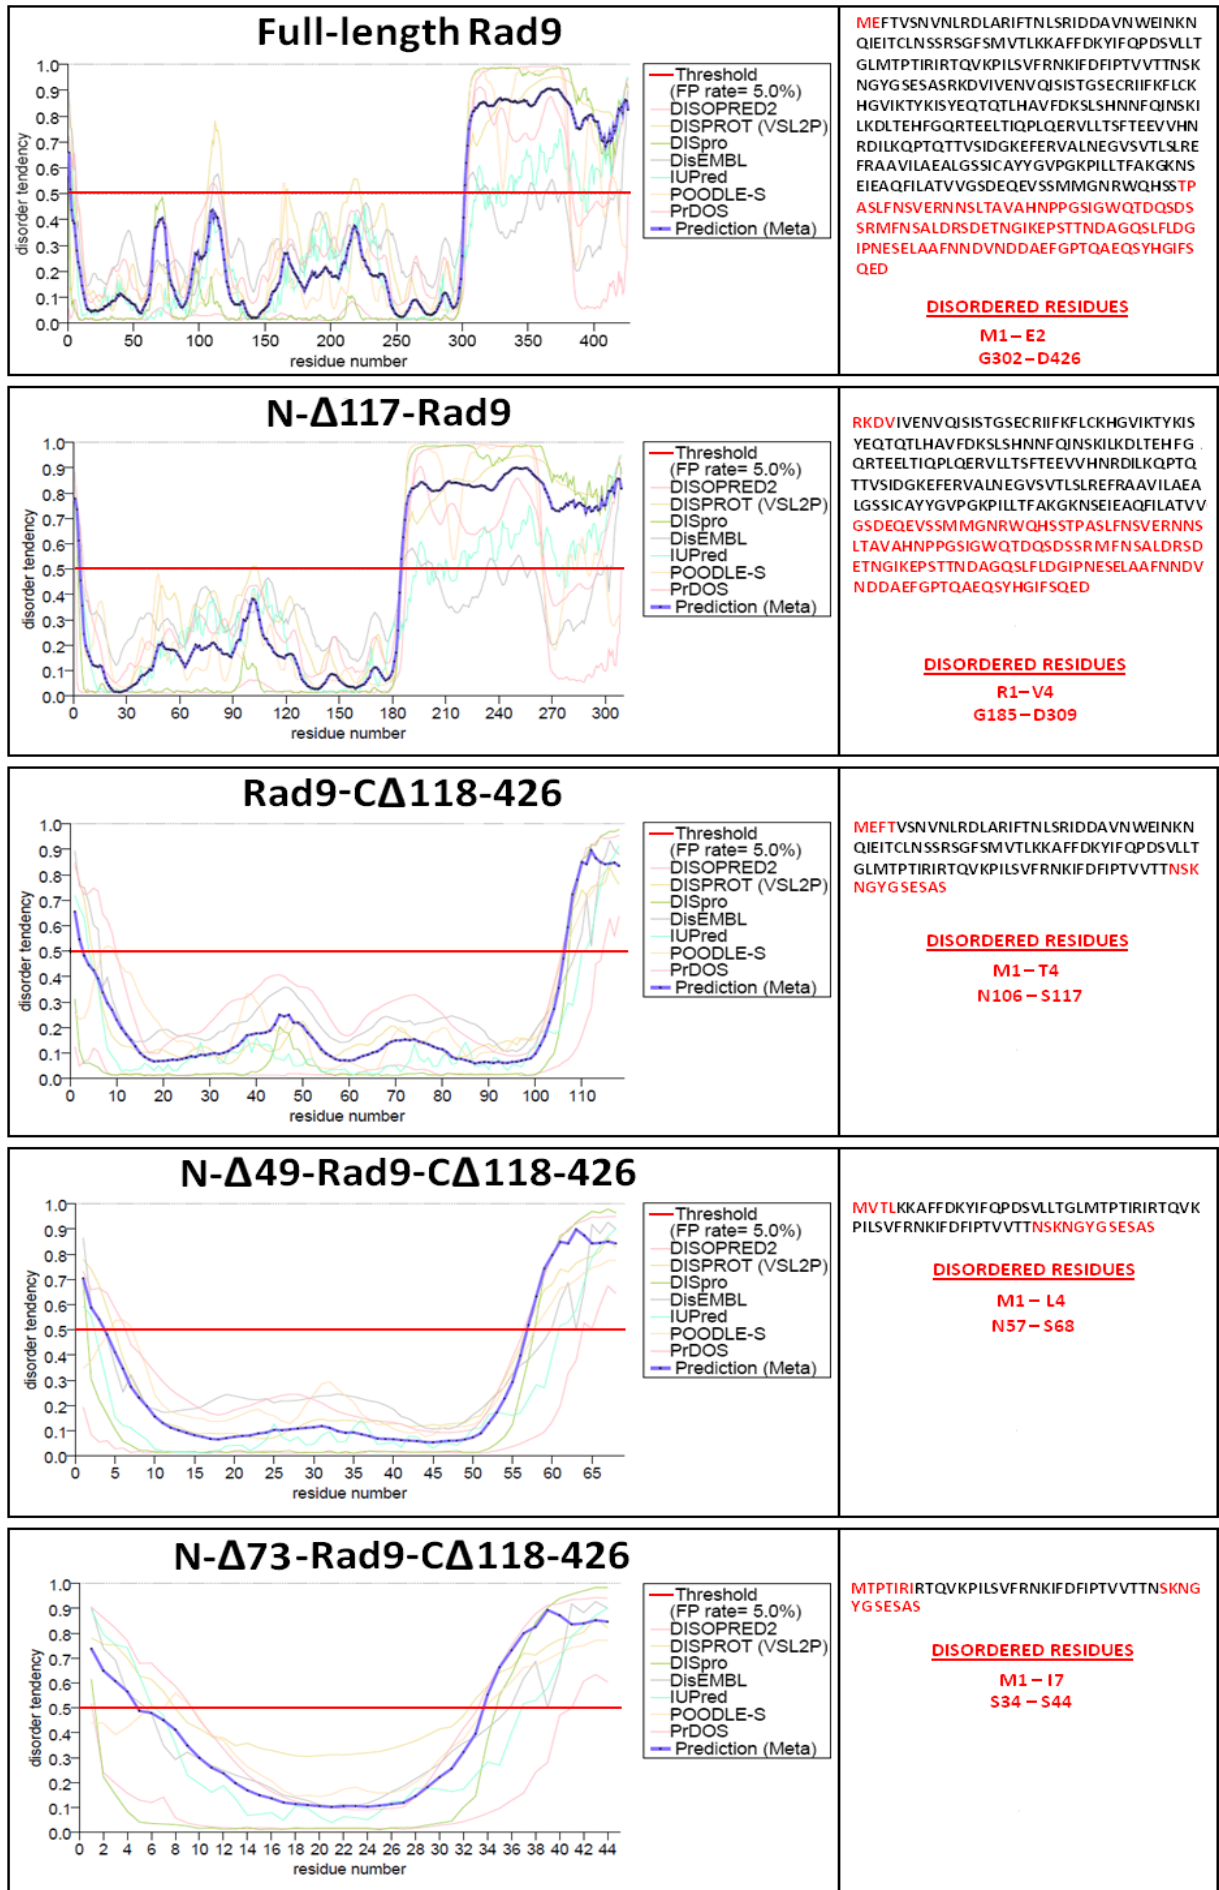 Full-length Rad9
1.0
0.9
0.8
0.7
0.6
0.5
0.4
0.3
0.2
0.1
0.0
disorder tendency
0 50 100 150 200 250 300 350 400
residue number
Threshold
(FP rate= 5.0%)
DISOPRED2
DISPROT (VSL2P)
DISpro
DisEMBL
IUPred
POODLE-S
PrDOS
Prediction (Meta)
MEFTVSNVNLRDLARIFTNLSRIDDAVNWEINKN
QIEITCLNSSRSGFSMVTLKKAFFDKYIFQPDSVLLT
GLMTPTIRIRTQVKPILSVFRNKIFDFIPTVVTTNSK
NGYGSESASRKDVIVENVQISISTGSECRIIFKFLCK
HGVIKTYKISYEQTQTLHAVFDKSLSHNNFQINSKI
LKDLTEHFGQRTEELTIQPLQERVLLTSFTEEVVHN
RDILKQPTQTTVSIDGKEFERVALNEGVSVTLSLRE
FRAAVILAEALGSSICAYYGVPGKPILLTFAKGKNS
EIEAQFILATVVGSDEQEVSSMMGNRWQHSSTP
ASLFNSVERNNSLTAVAHNPPGSIGWQTDQSDS
SRMFNSALDRSDETNGIKEPSTTNDAGQSLFLDG
IPNESELAAFNNDVNDDAEFGPTQAEQSYHGIFS
QED
DISORDERED RESIDUES
M1–E2
G302–D426
N-Δ117-Rad9
1.0
0.9
0.8
0.7
0.6
0.5
0.4
0.3
0.2
0.1
0.0
disorder tendency
0 30 60 90 120 150 180 210 240 270 300
residue number
Threshold
(FP rate= 5.0%)
DISOPRED2
DISPROT (VSL2P)
DISpro
DisEMBL
IUPred
POODLE-S
PrDOS
Prediction (Meta)
RKDVIVENVQISISTGSECRIIFKFLCKHGVIKTYKIS
YEQTQTLHAVFDKSLSHNNFQINSKILKDLTEHFG
QRTEELTIQPLQERVLLTSFTEEVVHNRDILKQPTQ
TTVSIDGKEFERVALNEGVSVTLSLREFRAAVILAEA
LGSSICAYYGVPGKPILLTFAKGKNSEIEAQFILATVV
GSDEQEVSSMMGNRWQHSSTPASLFNSVERNNS
LTAVAHNPPGSIGWQTDQSDSSRMFNSALDRSD
ETNGIKEPSTTNDAGQSLFLDGIPNESELAAFNNDV
NDDAEFGPTQAEQSYHGIFSQED
DISORDERED RESIDUES
R1–V4
G185–D309
Rad9-CΔ118-426
1.0
0.9
0.8
0.7
0.6
0.5
0.4
0.3
0.2
0.1
0.0
disorder tendency
0 10 20 30 40 50 60 70 80 90 100 110
residue number
Threshold
(FP rate= 5.0%)
DISOPRED2
DISPROT (VSL2P)
DISpro
DisEMBL
IUPred
POODLE-S
PrDOS
Prediction (Meta)
MEFTVSNVNLRDLARIFTNLSRIDDAVNWEINKN
QIEITCLNSSRSGFSMVTLKKAFFDKYIFQPDSVLLT
GLMTPTIRIRTQVKPILSVFRNKIFDFIPTVVTTNSK
NGYGSESAS
DISORDERED RESIDUES
M1–T4
N106–S117
N-Δ49-Rad9-CΔ118-426
1.0
0.9
0.8
0.7
0.6
0.5
0.4
0.3
0.2
0.1
0.0
disorder tendency
0 5 10 15 20 25 30 35 40 45 50 55 60 65
residue number
Threshold
(FP rate= 5.0%)
DISOPRED2
DISPROT (VSL2P)
DISpro
DisEMBL
IUPred
POODLE-S
PrDOS
Prediction (Meta)
MVTLKKAFFDKYIFQPDSVLLTGLMTPTIRIRTQVK
PILSVFRNKIFDFIPTVVTTNSKNGYGSESAS
DISORDERED RESIDUES
M1–L4
N57–S68
N-Δ73-Rad9-CΔ118-426
1.0
0.9
0.8
0.7
0.6
0.5
0.4
0.3
0.2
0.1
0.0
disorder tendency
0 2 4 6 8 10 12 14 16 18 20 22 24 26 28 30 32 34 36 38 40 42 44
residue number
Threshold
(FP rate= 5.0%)
DISOPRED2
DISPROT (VSL2P)
DISpro
DisEMBL
IUPred
POODLE-S
PrDOS
Prediction (Meta)
MTPTIRIRTQVKPILSVFRNKIFDFIPTVVTTNSKNG
YGSESAS
DISORDERED RESIDUES
M1–I7
S34–S44